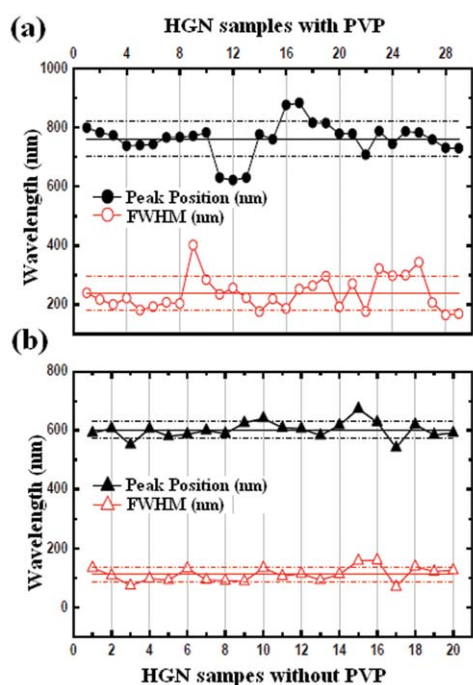 (a)
HGN samples with PVP
0 4 8 12 16 20 24 28
1000
800
600
400
200
Wavelength (nm)
Peak Position (nm)
FWHM (nm)
(b)
800
600
400
200
0
Wavelength (nm)
Peak Position (nm)
FWHM (nm)
0 2 4 6 8 10 12 14 16 18 20
HGN sampes without PVP